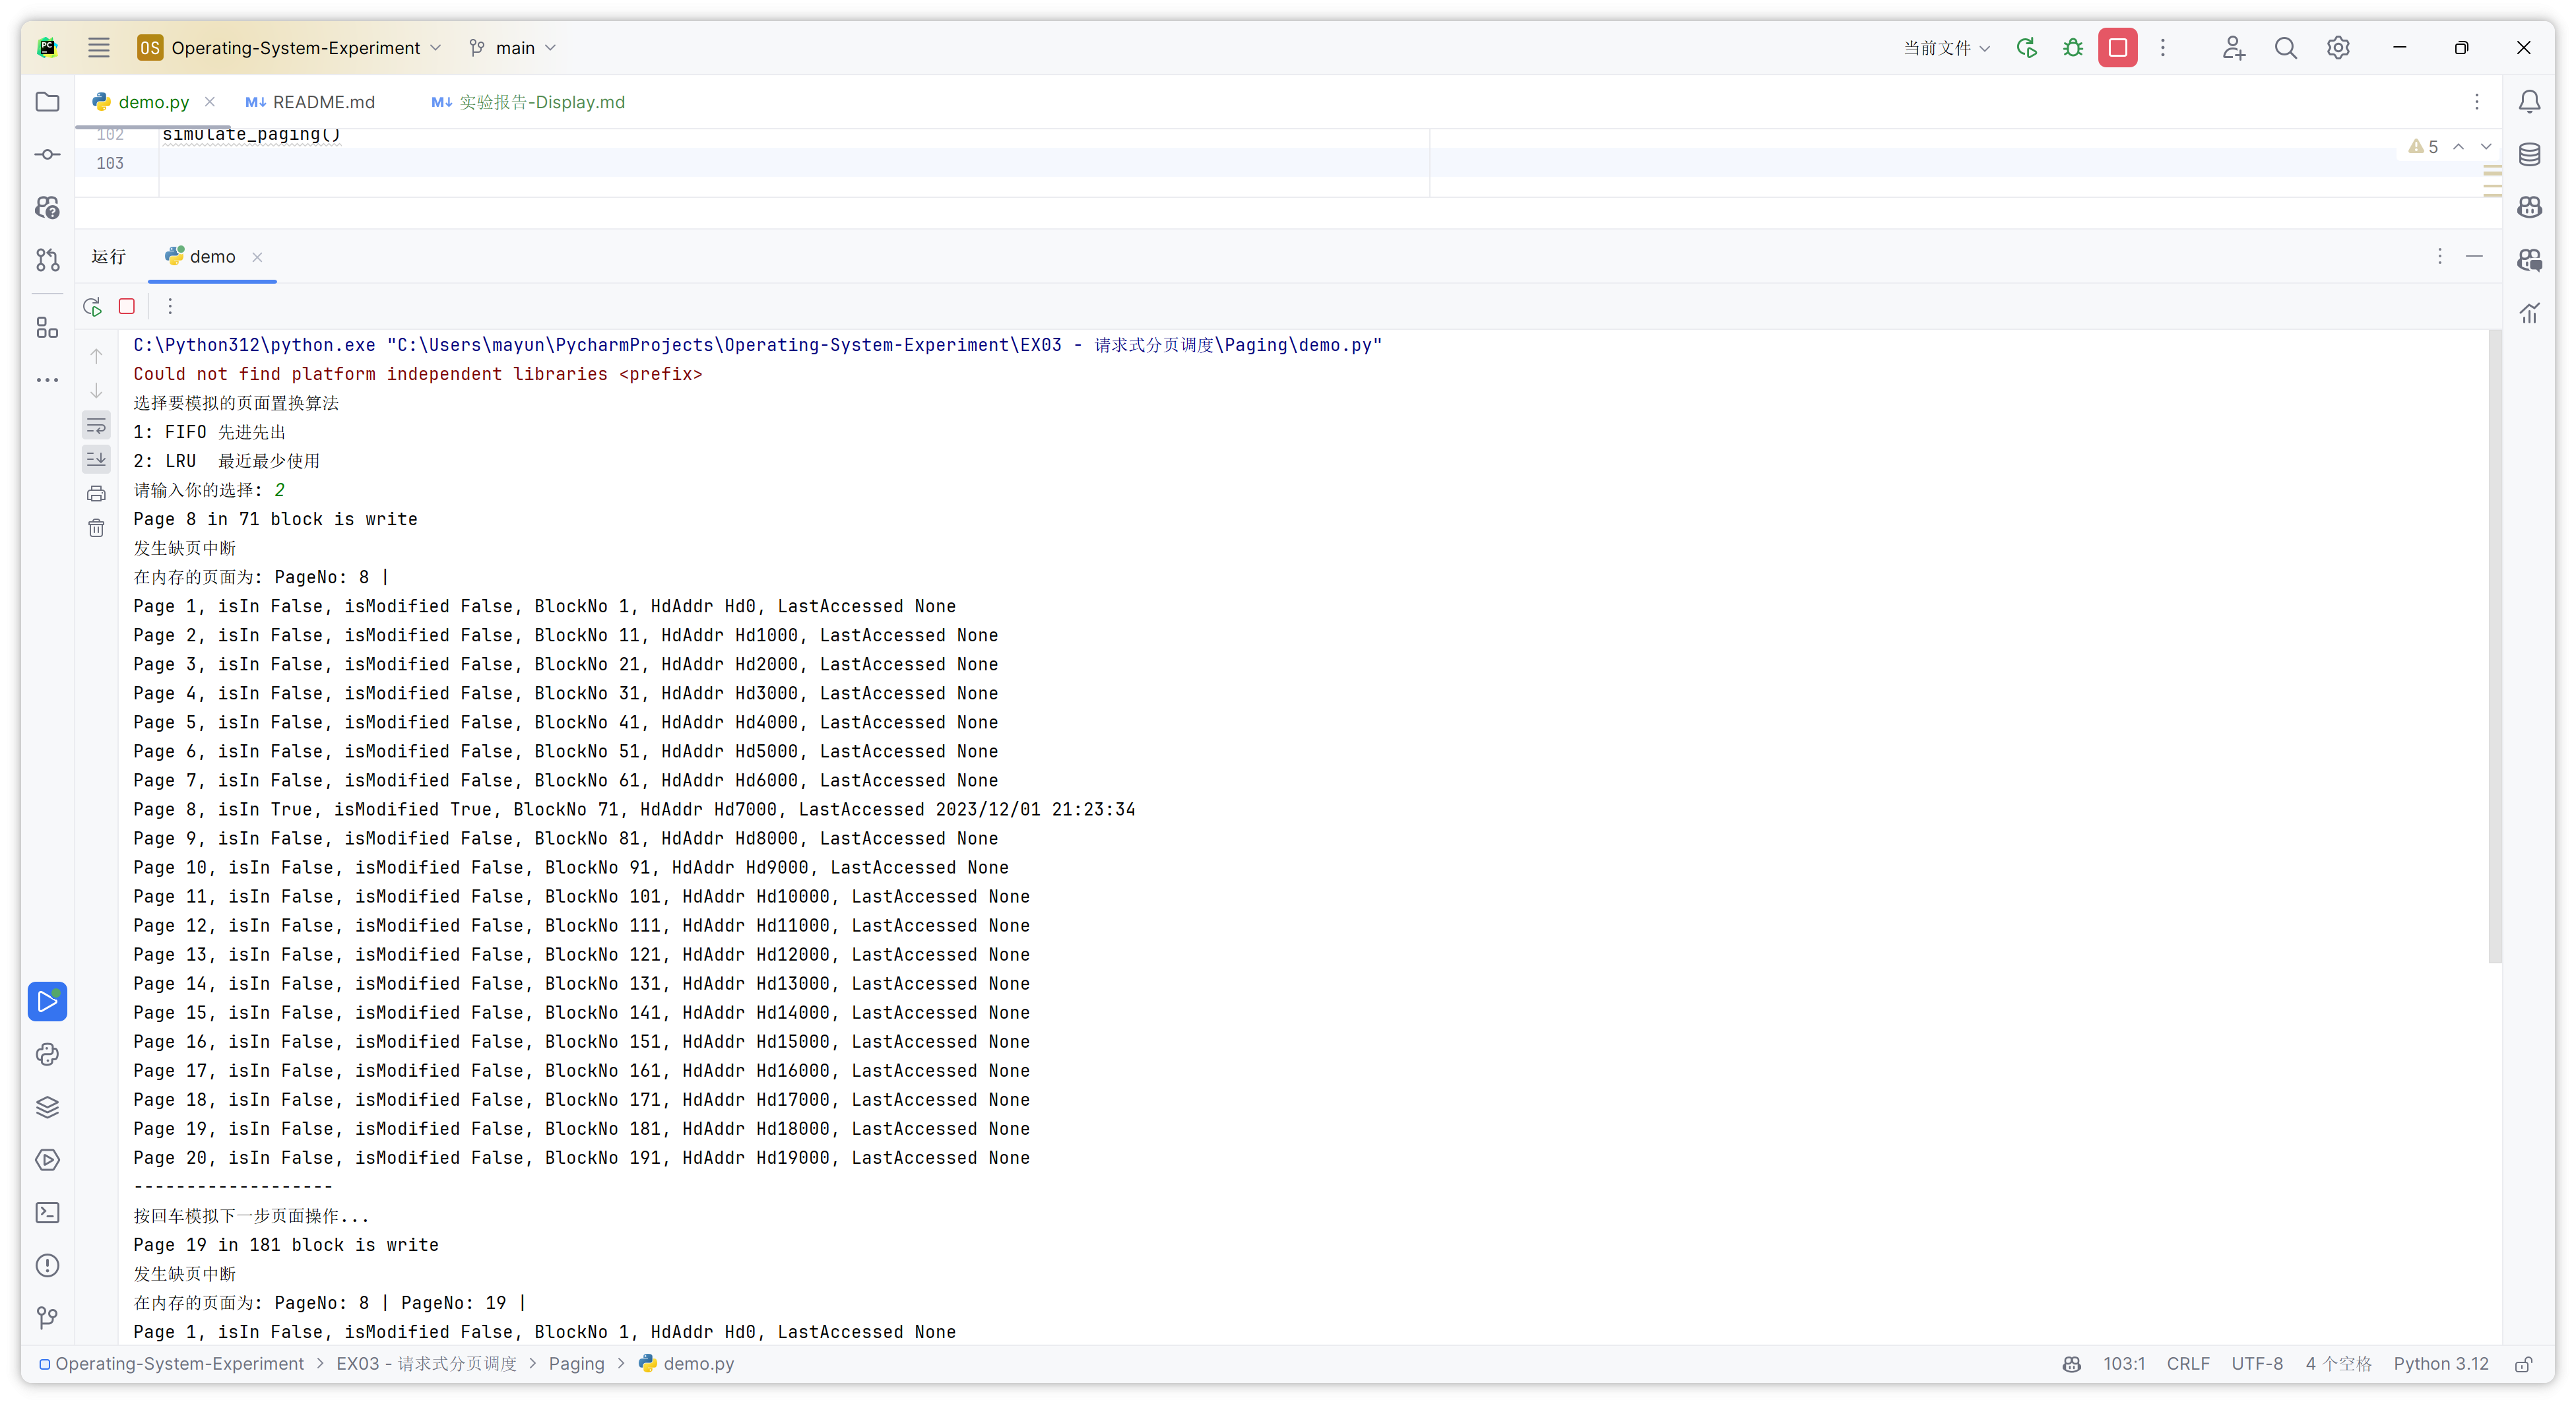 PC OS Operating-System-Experiment main 当前文件
demo.py README.md 实验报告-Display.md
102 simulate_paging()
103
5
运行 demo
C:\Python312\python.exe "C:\Users\mayun\PycharmProjects\Operating-System-Experiment\EX03 - 请求式分页调度\Paging\demo.py"
Could not find platform independent libraries <prefix>
选择要模拟的页面置换算法
1: FIFO 先进先出
2: LRU  最近最少使用
请输入你的选择: 2
Page 8 in 71 block is write
发生缺页中断
在内存的页面为: PageNo: 8 |
Page 1, isIn False, isModified False, BlockNo 1, HdAddr Hd0, LastAccessed None
Page 2, isIn False, isModified False, BlockNo 11, HdAddr Hd1000, LastAccessed None
Page 3, isIn False, isModified False, BlockNo 21, HdAddr Hd2000, LastAccessed None
Page 4, isIn False, isModified False, BlockNo 31, HdAddr Hd3000, LastAccessed None
Page 5, isIn False, isModified False, BlockNo 41, HdAddr Hd4000, LastAccessed None
Page 6, isIn False, isModified False, BlockNo 51, HdAddr Hd5000, LastAccessed None
Page 7, isIn False, isModified False, BlockNo 61, HdAddr Hd6000, LastAccessed None
Page 8, isIn True, isModified True, BlockNo 71, HdAddr Hd7000, LastAccessed 2023/12/01 21:23:34
Page 9, isIn False, isModified False, BlockNo 81, HdAddr Hd8000, LastAccessed None
Page 10, isIn False, isModified False, BlockNo 91, HdAddr Hd9000, LastAccessed None
Page 11, isIn False, isModified False, BlockNo 101, HdAddr Hd10000, LastAccessed None
Page 12, isIn False, isModified False, BlockNo 111, HdAddr Hd11000, LastAccessed None
Page 13, isIn False, isModified False, BlockNo 121, HdAddr Hd12000, LastAccessed None
Page 14, isIn False, isModified False, BlockNo 131, HdAddr Hd13000, LastAccessed None
Page 15, isIn False, isModified False, BlockNo 141, HdAddr Hd14000, LastAccessed None
Page 16, isIn False, isModified False, BlockNo 151, HdAddr Hd15000, LastAccessed None
Page 17, isIn False, isModified False, BlockNo 161, HdAddr Hd16000, LastAccessed None
Page 18, isIn False, isModified False, BlockNo 171, HdAddr Hd17000, LastAccessed None
Page 19, isIn False, isModified False, BlockNo 181, HdAddr Hd18000, LastAccessed None
Page 20, isIn False, isModified False, BlockNo 191, HdAddr Hd19000, LastAccessed None
-------------------
按回车模拟下一步页面操作...
Page 19 in 181 block is write
发生缺页中断
在内存的页面为: PageNo: 8 | PageNo: 19 |
Page 1, isIn False, isModified False, BlockNo 1, HdAddr Hd0, LastAccessed None
Operating-System-Experiment > EX03 - 请求式分页调度 > Paging > demo.py 103:1 CRLF UTF-8 4 个空格 Python 3.12